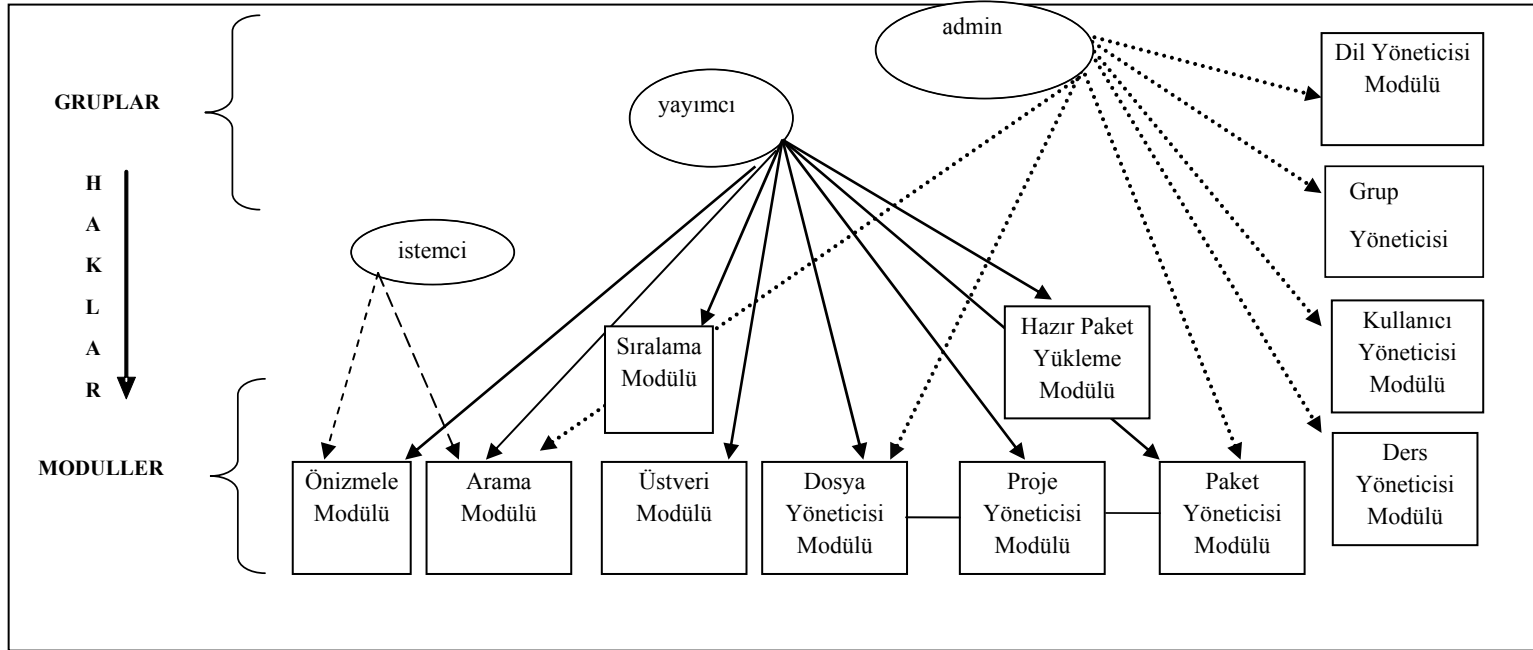 admin
Dil Yöneticisi
Modülü
GRUPLAR
yayımcı
H
A
K
L
A
R
Grup
Yöneticisi
istemci
Sıralama
Modülü
Hazır Paket
Yükleme
Modülü
Kullanıcı
Yöneticisi
Modülü
MODULLER
Önizmele
Modülü
Arama
Modülü
Üstveri
Modülü
Dosya
Yöneticisi
Modülü
Proje
Yöneticisi
Modülü
Paket
Yöneticisi
Modülü
Ders
Yöneticisi
Modülü